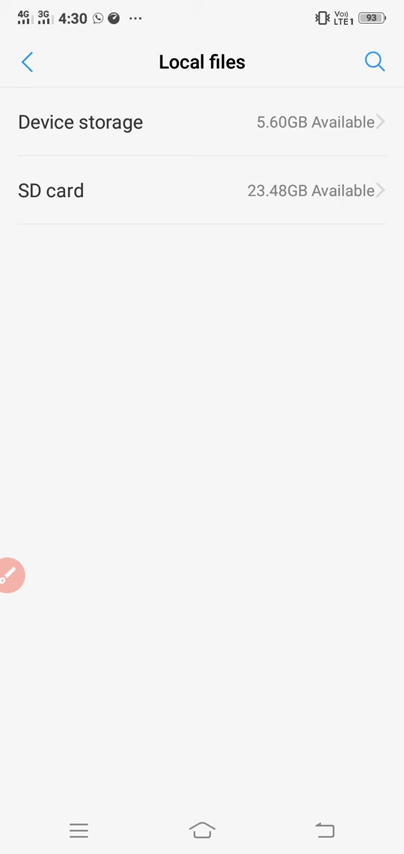 4G 3G 4:30 ... Vo) LTE1 93
Local files
Device storage 5.60GB Available
SD card 23.48GB Available